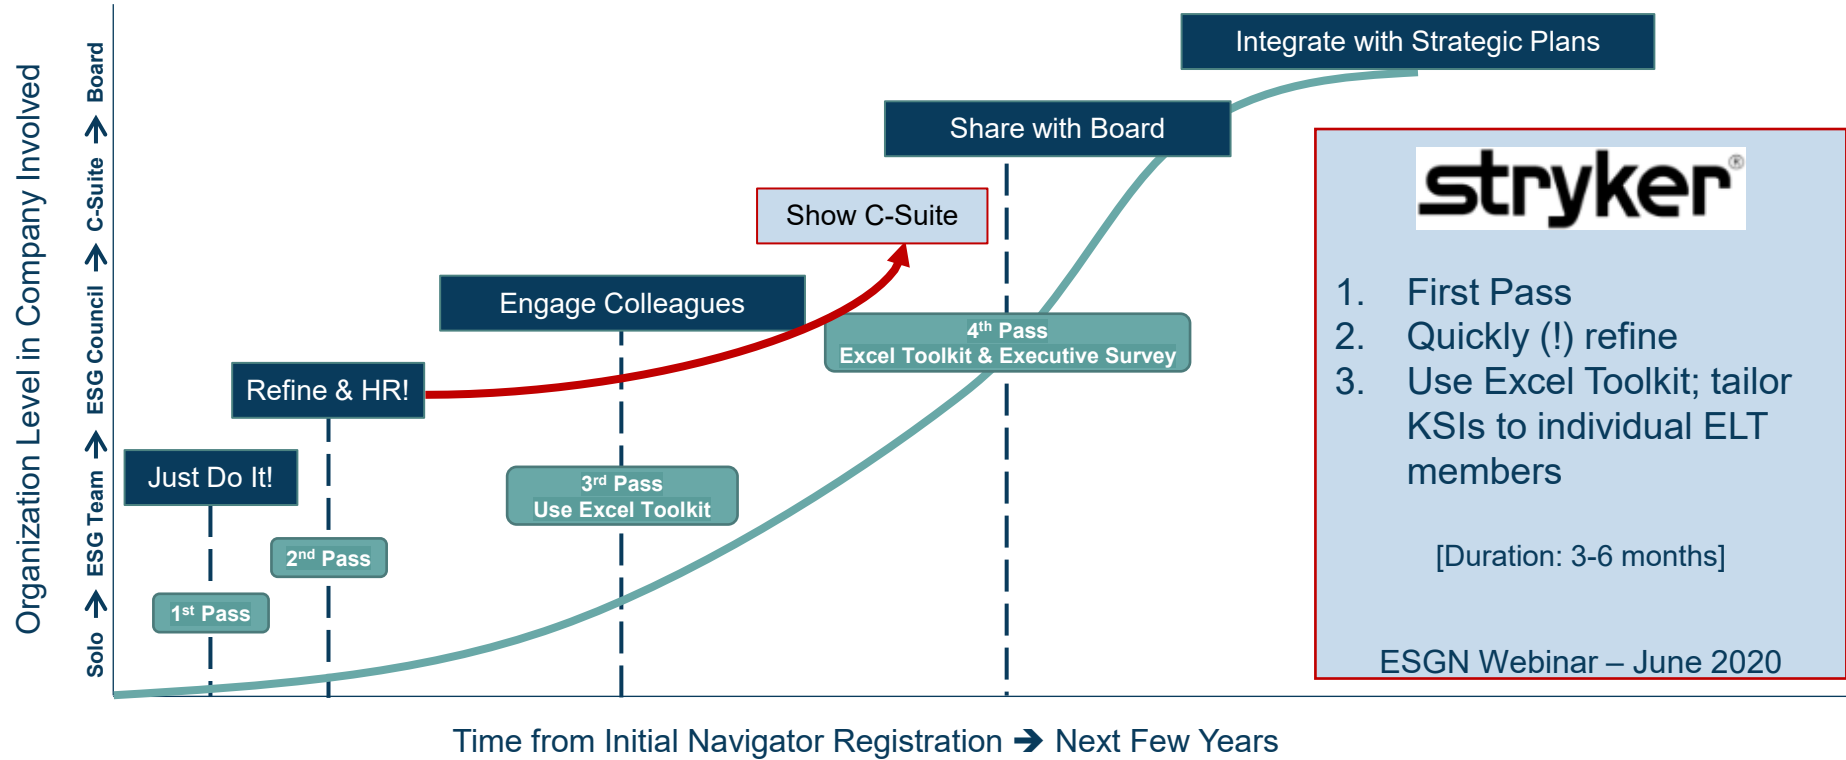 Integrate with Strategic Plans
Share with Board
Show C-Suite
Engage Colleagues
Refine & HR!
Just Do It!
4th Pass
Excel Toolkit & Executive Survey
3rd Pass
Use Excel Toolkit
2nd Pass
1st Pass
Organization Level in Company Involved
Solo ➔ ESG Team ➔ ESG Council ➔ C-Suite ➔ Board
Time from Initial Navigator Registration ➔ Next Few Years
stryker®
1. First Pass
2. Quickly (!) refine
3. Use Excel Toolkit; tailor
KSIs to individual ELT
members
[Duration: 3-6 months]
ESGN Webinar – June 2020